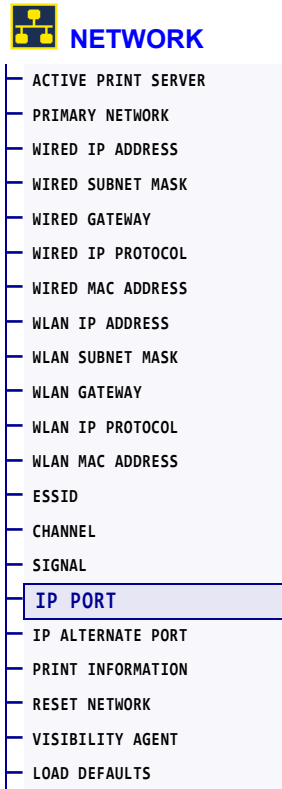 NETWORK
ACTIVE PRINT SERVER
PRIMARY NETWORK
WIRED IP ADDRESS
WIRED SUBNET MASK
WIRED GATEWAY
WIRED IP PROTOCOL
WIRED MAC ADDRESS
WLAN IP ADDRESS
WLAN SUBNET MASK
WLAN GATEWAY
WLAN IP PROTOCOL
WLAN MAC ADDRESS
ESSID
CHANNEL
SIGNAL
IP PORT
IP ALTERNATE PORT
PRINT INFORMATION
RESET NETWORK
VISIBILITY AGENT
LOAD DEFAULTS